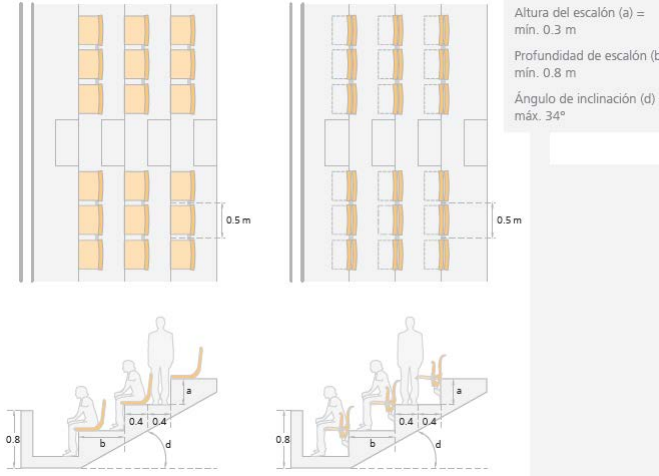 Altura del escalón (a) =
mín. 0.3 m
Profundidad de escalón (b
mín. 0.8 m
Ángulo de inclinación (d)
máx. 34°
0.5 m
0.5 m
a
0.4 0.4
0.8
b
d
a
0.4 0.4
0.8
b
d